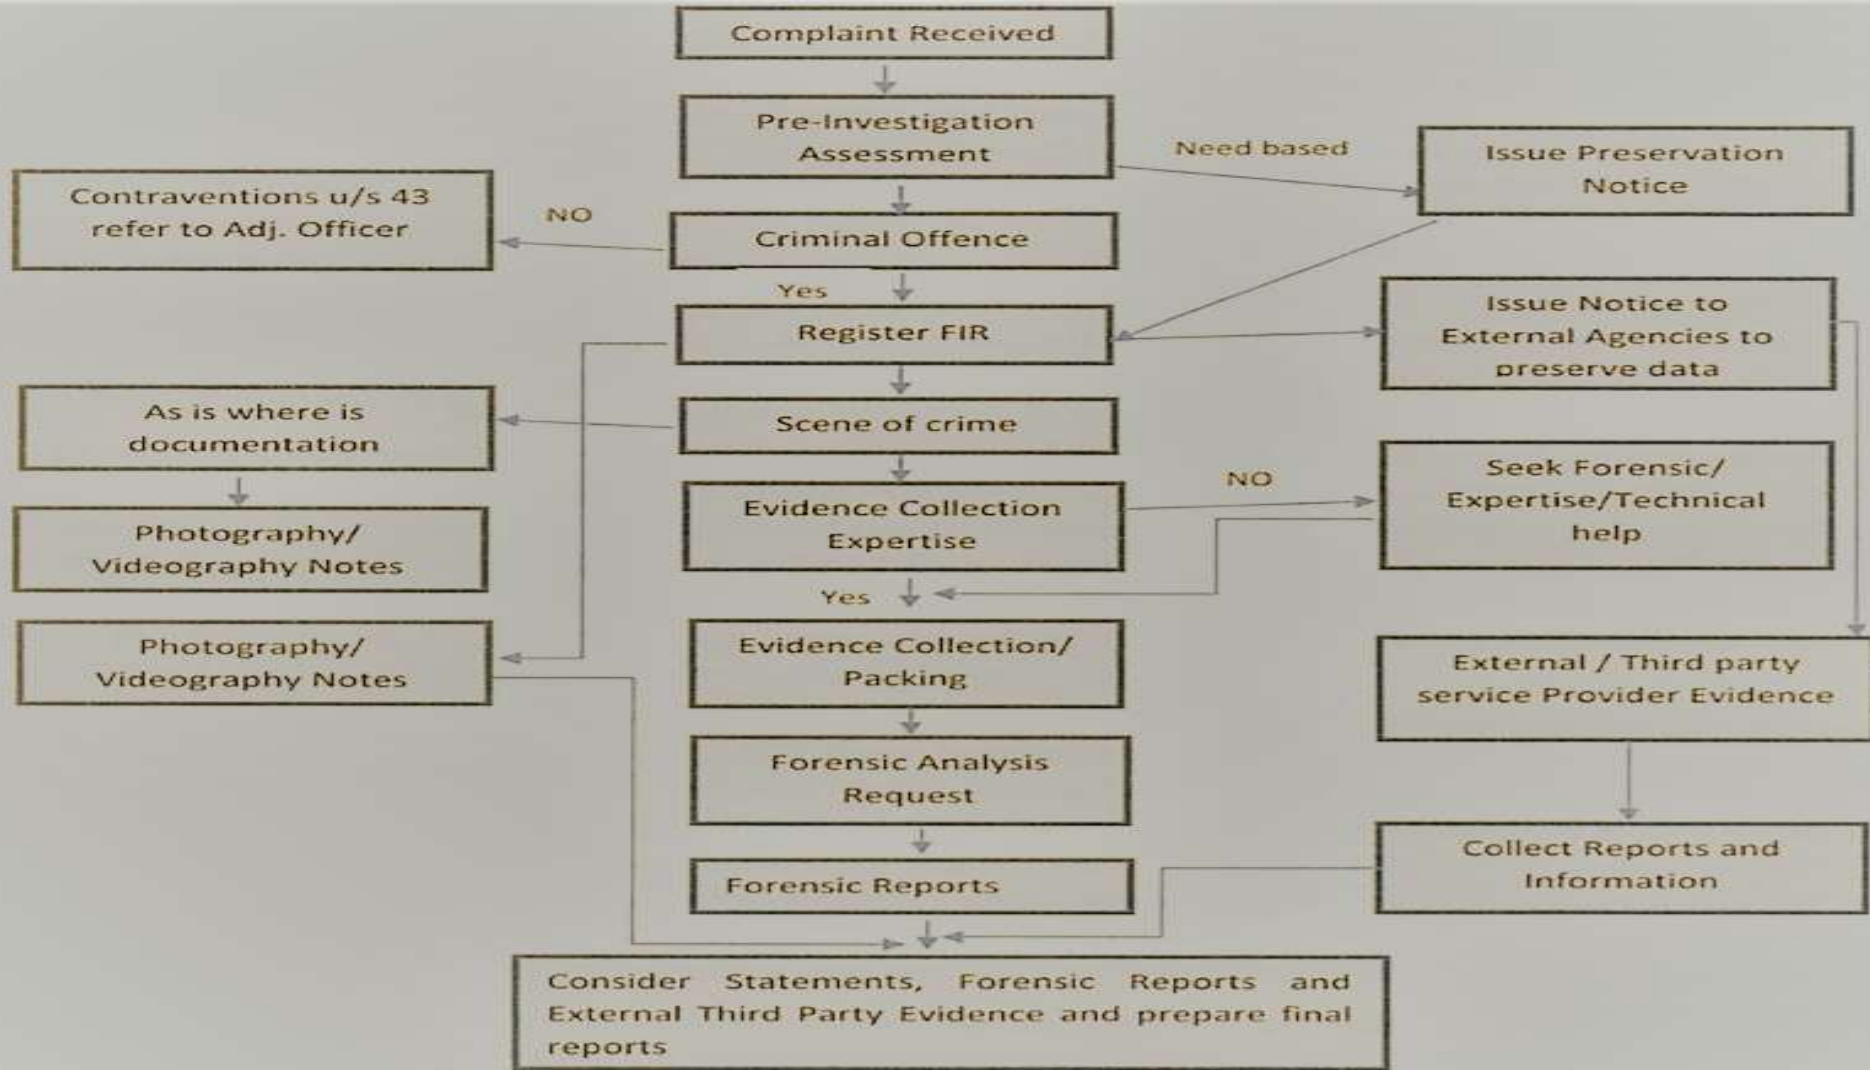 Complaint Received
Pre-Investigation
Assessment
Need based
Issue Preservation
Notice
Contraventions u/s 43
refer to Adj. Officer
NO
Criminal Offence
Yes
Register FIR
Issue Notice to
External Agencies to
preserve data
As is where is
documentation
Scene of crime
Photography/
Videography Notes
Evidence Collection
Expertise
NO
Seek Forensic/
Expertise/Technical
help
Yes
Photography/
Videography Notes
Evidence Collection/
Packing
External / Third party
service Provider Evidence
Forensic Analysis
Request
Forensic Reports
Collect Reports and
Information
Consider Statements, Forensic Reports and
External Third Party Evidence and prepare final
reports